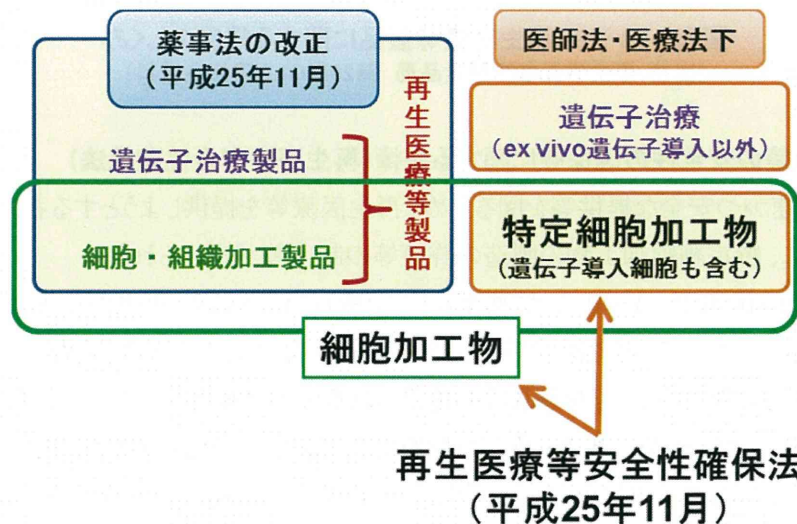 薬事法の改正
（平成25年11月）
医師法・医療法下
再生医療等製品
遺伝子治療製品
細胞・組織加工製品
遺伝子治療
（ex vivo遺伝子導入以外）
特定細胞加工物
（遺伝子導入細胞も含む）
細胞加工物
再生医療等安全性確保法
（平成25年11月）